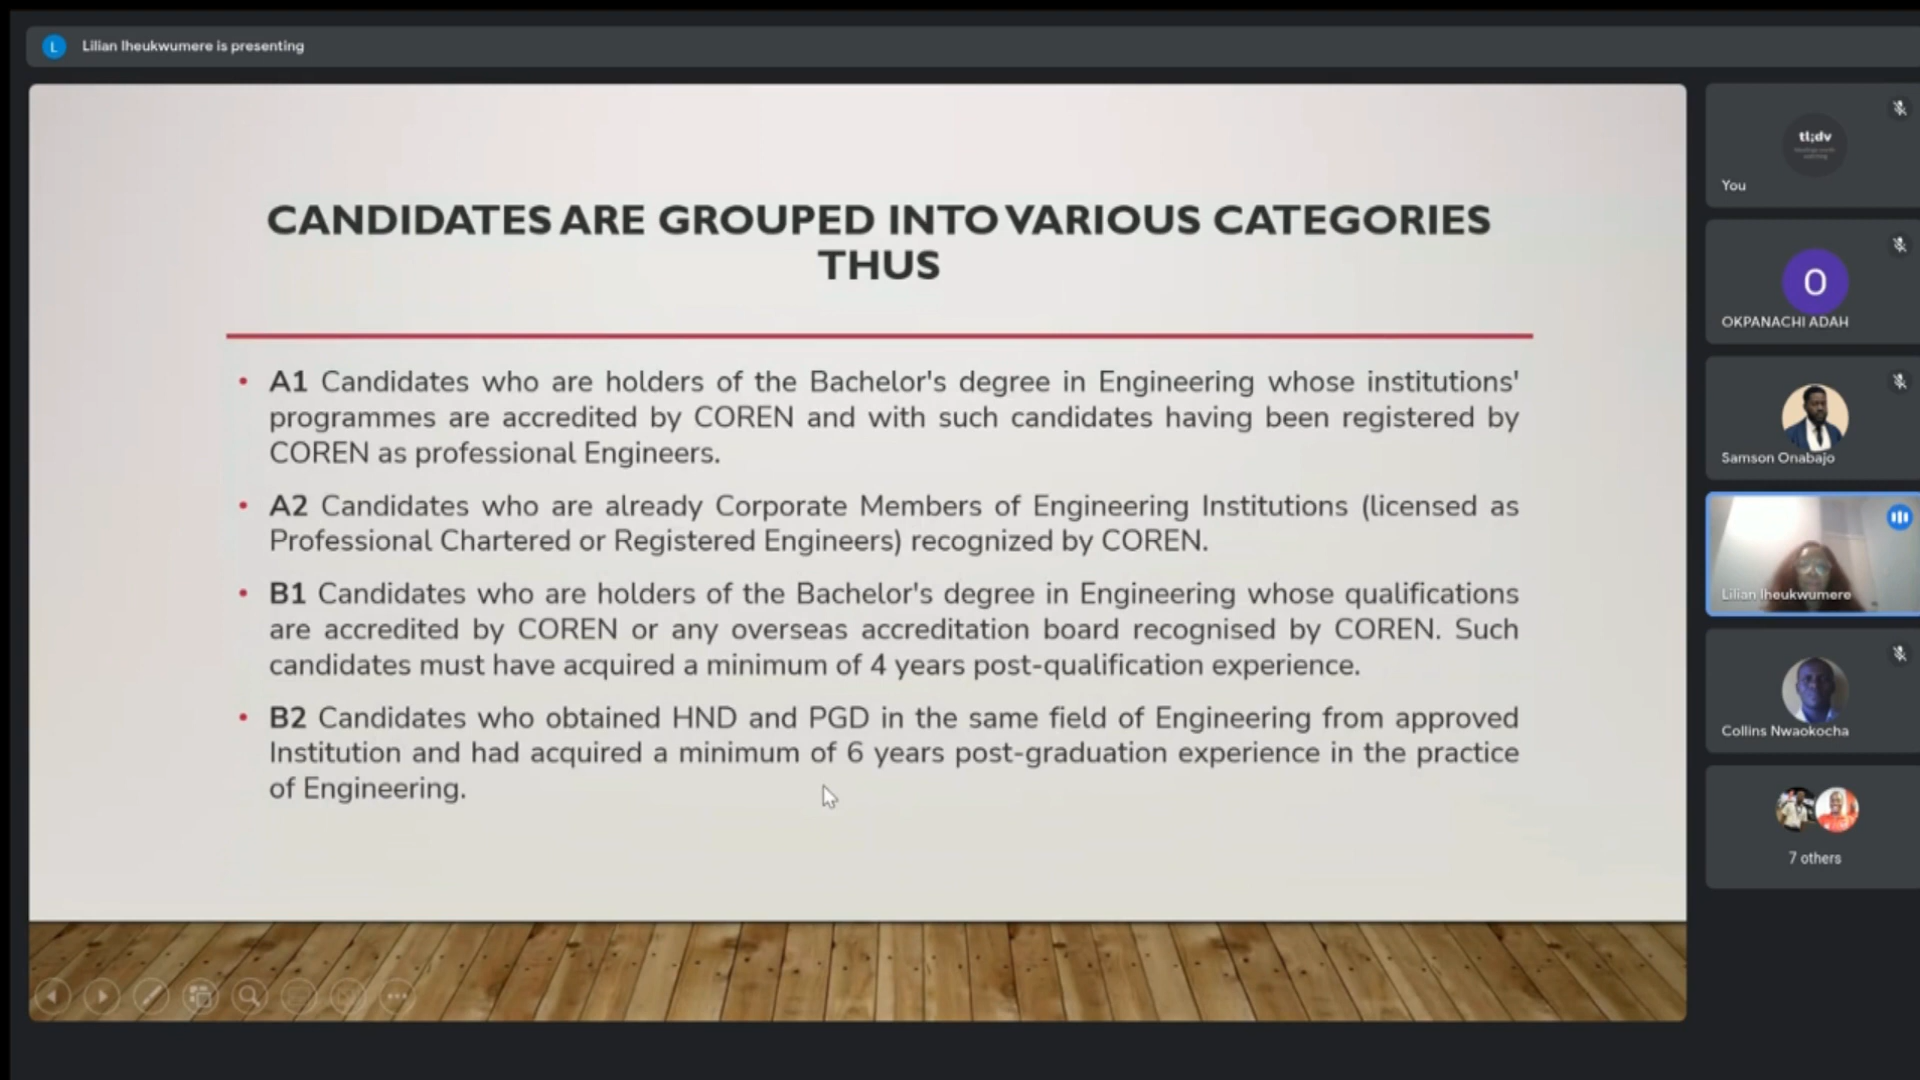 L
Lilian Iheukwumere is presenting
CANDIDATES ARE GROUPED INTO VARIOUS CATEGORIES
THUS
• A1 Candidates who are holders of the Bachelor's degree in Engineering whose institutions'
programmes are accredited by COREN and with such candidates having been registered by
COREN as professional Engineers.
• A2 Candidates who are already Corporate Members of Engineering Institutions (licensed as
Professional Chartered or Registered Engineers) recognized by COREN.
• B1 Candidates who are holders of the Bachelor's degree in Engineering whose qualifications
are accredited by COREN or any overseas accreditation board recognised by COREN. Such
candidates must have acquired a minimum of 4 years post-qualification experience.
• B2 Candidates who obtained HND and PGD in the same field of Engineering from approved
Institution and had acquired a minimum of 6 years post-graduation experience in the practice
of Engineering.
tl;dv
You
O
OKPANACHI ADAH
Samson Onabajo
Lilian Iheukwumere
Collins Nwaokocha
7 others